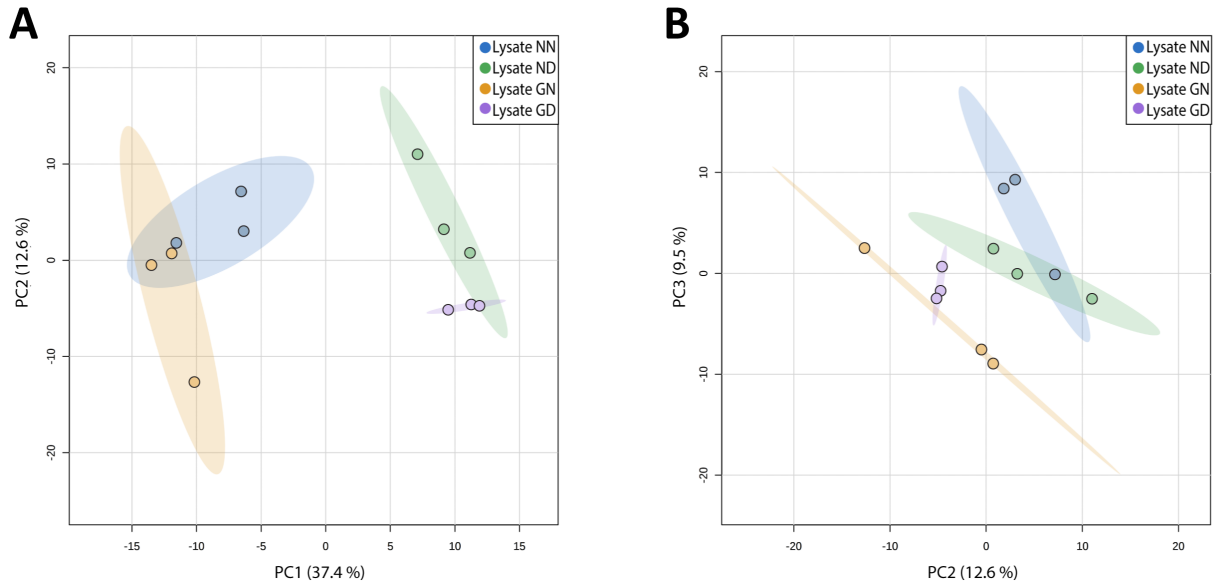 A
B
Lysate NN
Lysate ND
Lysate GN
Lysate GD
20
10
0
-10
-20
PC2 (12.6 %)
-15
-10
-5
0
5
10
15
PC1 (37.4 %)
Lysate NN
Lysate ND
Lysate GN
Lysate GD
20
10
0
-10
-20
PC3 (9.5 %)
-20
-10
0
10
20
PC2 (12.6 %)